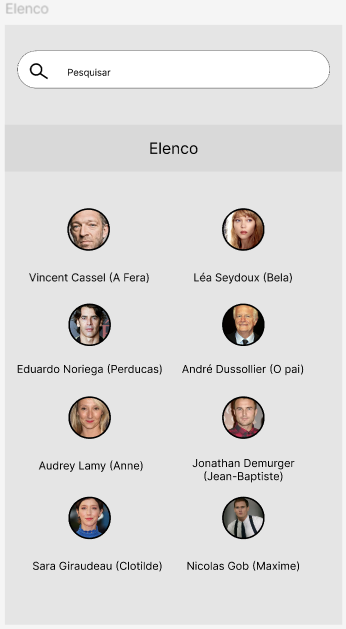 Elenco
Pesquisar
Elenco
Vincent Cassel (A Fera)
Léa Seydoux (Bela)
Eduardo Noriega (Perducas)
André Dussollier (O pai)
Audrey Lamy (Anne)
Jonathan Demurger
(Jean-Baptiste)
Sara Giraudeau (Clotilde)
Nicolas Gob (Maxime)